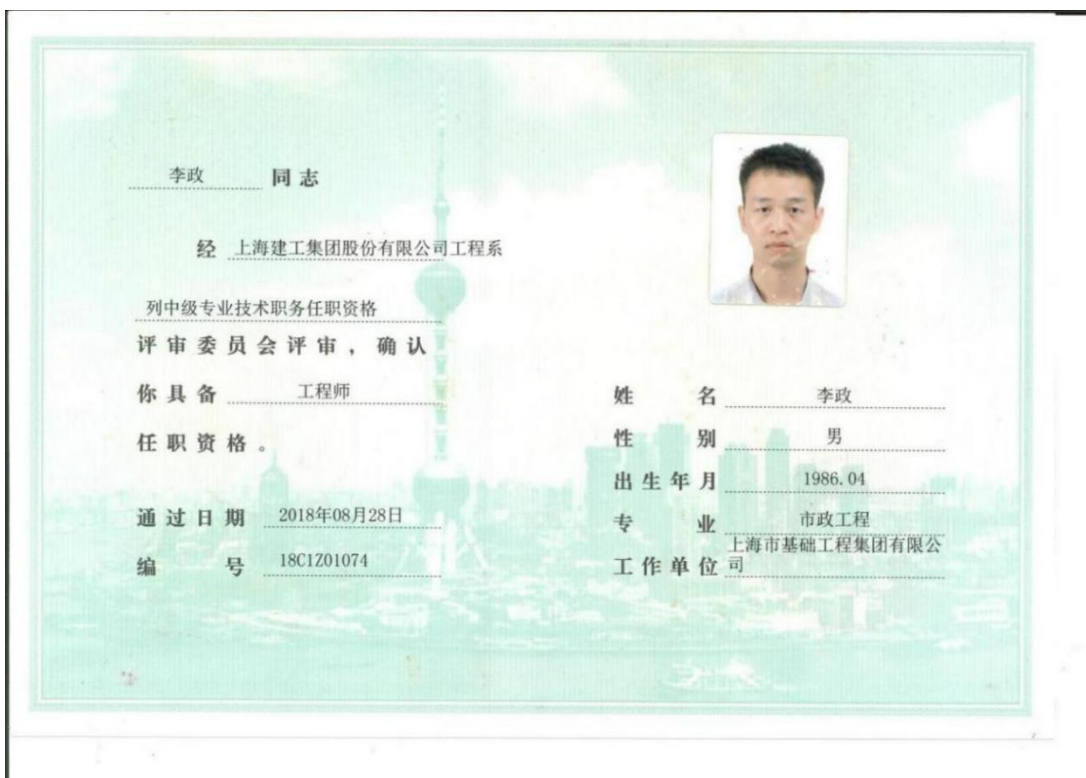 李政 同志
经 上海建工集团股份有限公司工程系
列中级专业技术职务任职资格
评审委员会评审，确认
你具备 工程师
任职资格。
通过日期 2018年08月28日
编号 18C1Z01074
姓名 李政
性别 男
出生年月 1986.04
专业 市政工程
工作单位 上海市基础工程集团有限公
司